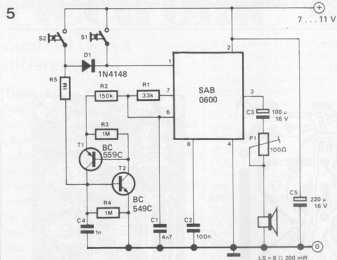 5
+
7 ... 11 V
S2
S1
D1
1N4148
R5
1M
R2
150k
R1
33k
R3
1M
T1
BC
559C
T2
BC
549C
R4
1M
C4
1n
C1
4n7
C2
100n
SAB
0600
1
2
3
7
6
8
4
C3
100 µ
16 V
P1
100Ω
C5
220 µ
16 V
0
LS = 8 Ω 200 mW